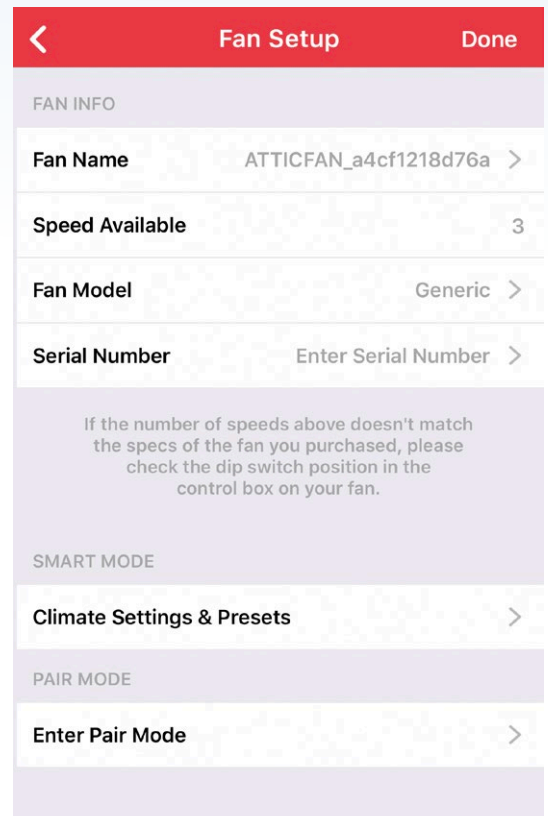 Fan Setup Done
FAN INFO
Fan Name ATTICFAN_a4cf1218d76a
Speed Available 3
Fan Model Generic
Serial Number Enter Serial Number
If the number of speeds above doesn't match
the specs of the fan you purchased, please
check the dip switch position in the
control box on your fan.
SMART MODE
Climate Settings & Presets
PAIR MODE
Enter Pair Mode